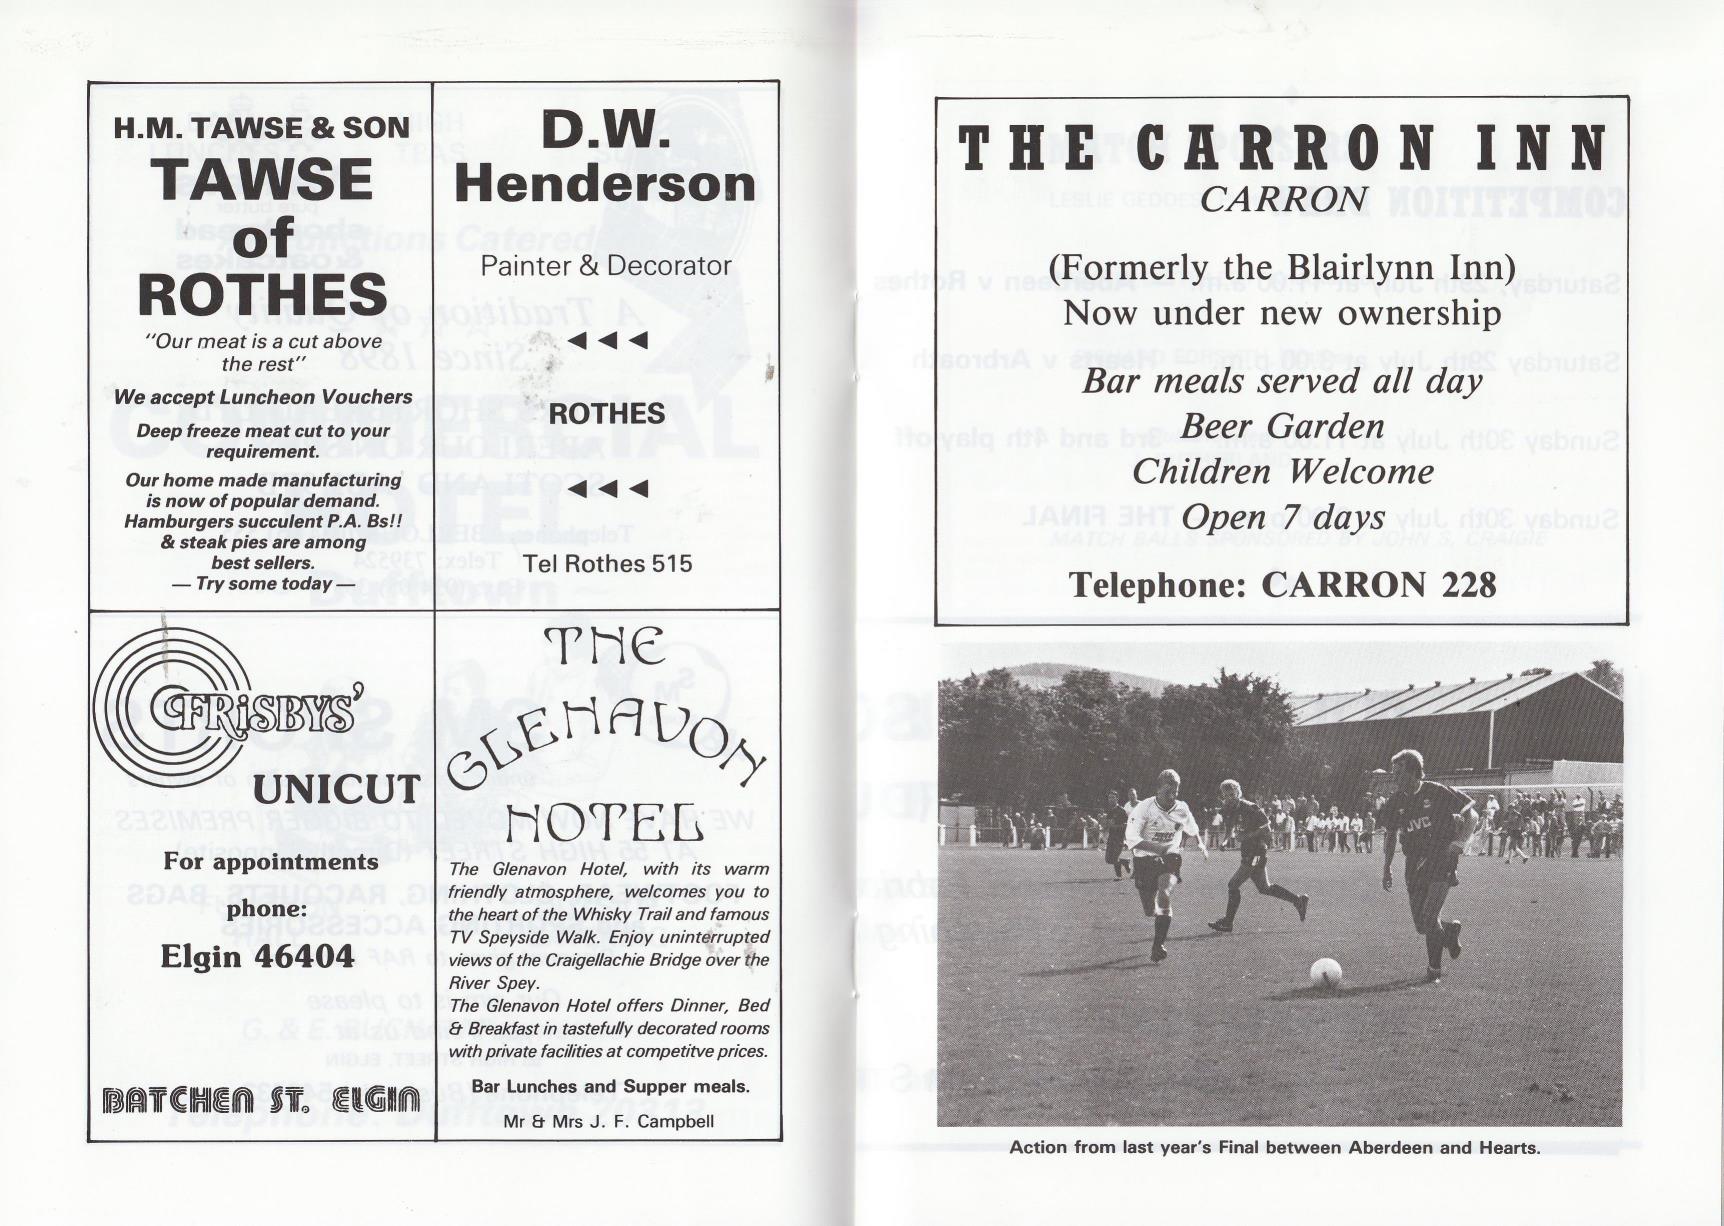 H.M. TAWSE & SON
TAWSE
of
ROTHES
"Our meat is a cut above
the rest"
We accept Luncheon Vouchers
Deep freeze meat cut to your
requirement.
Our home made manufacturing
is now of popular demand.
Hamburgers succulent P.A. Bs!!
& steak pies are among
best sellers.
— Try some today —
D.W.
Henderson
Painter & Decorator
◄ ◄ ◄
ROTHES
◄ ◄ ◄
Tel Rothes 515
FRiSBYS'
UNICUT
For appointments
phone:
Elgin 46404
BATCHEN ST. ELGIN
THE
GLENAVON
HOTEL
The Glenavon Hotel, with its warm
friendly atmosphere, welcomes you to
the heart of the Whisky Trail and famous
TV Speyside Walk. Enjoy uninterrupted
views of the Craigellachie Bridge over the
River Spey.
The Glenavon Hotel offers Dinner, Bed
& Breakfast in tastefully decorated rooms
with private facilities at competitve prices.
Bar Lunches and Supper meals.
Mr & Mrs J. F. Campbell
THE CARRON INN
CARRON
(Formerly the Blairlynn Inn)
Now under new ownership
Bar meals served all day
Beer Garden
Children Welcome
Open 7 days
Telephone: CARRON 228
JVC
Action from last year's Final between Aberdeen and Hearts.